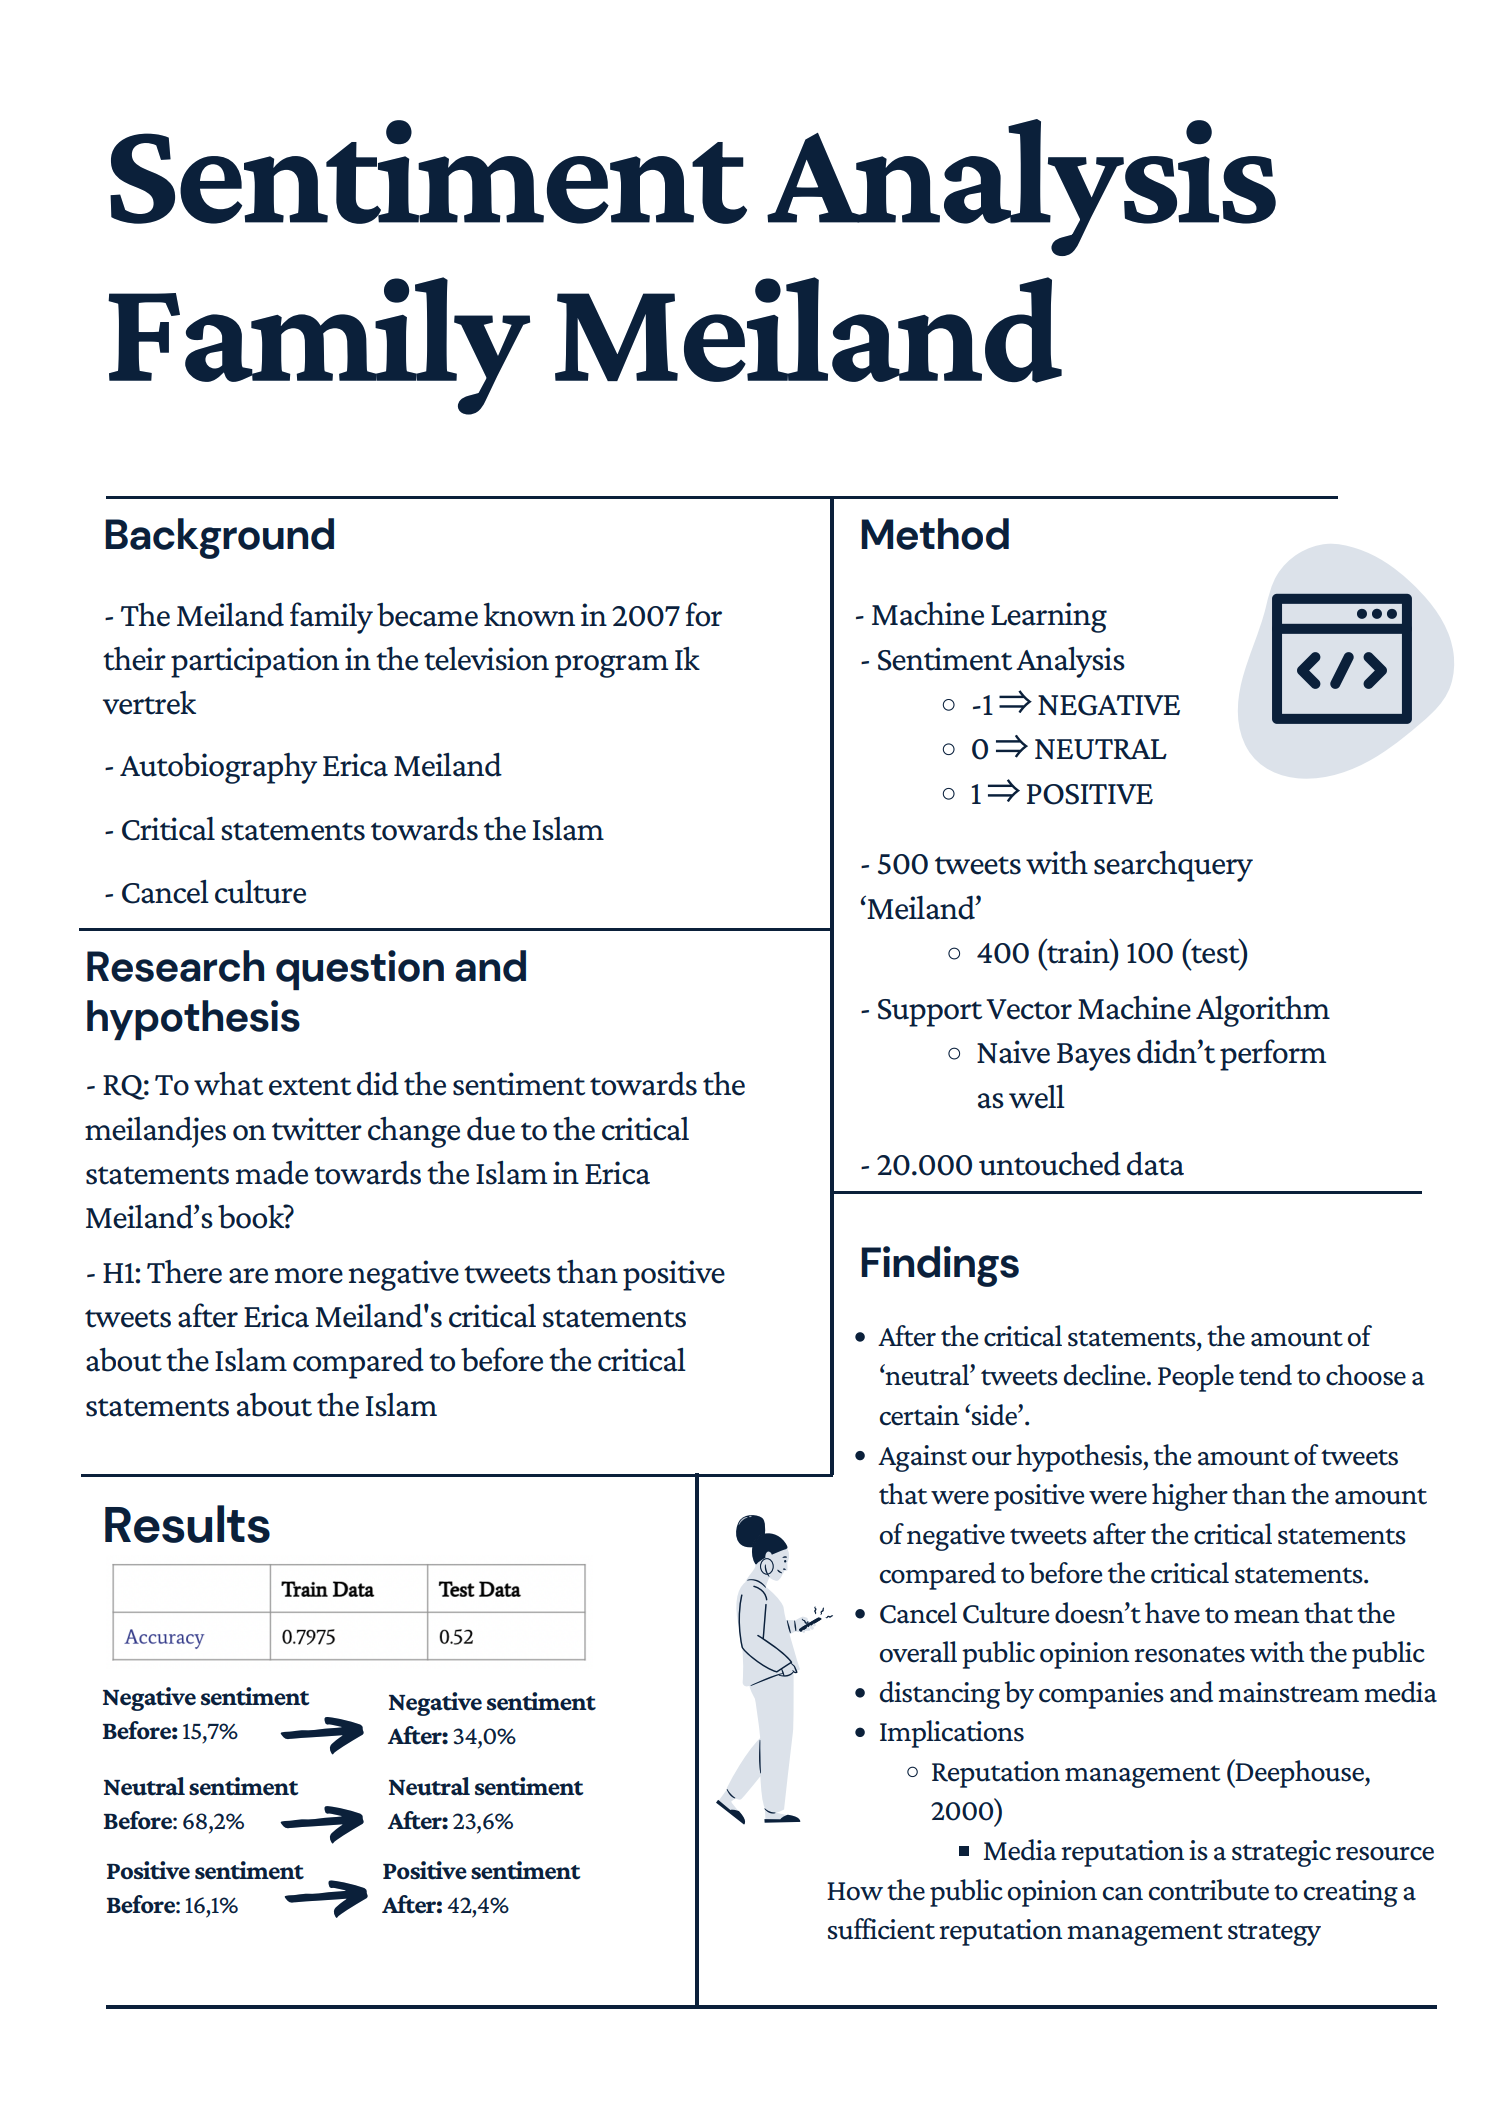 Sentiment Analysis
Family Meiland
Background
- The Meiland family became known in 2007 for
their participation in the television program Ik
vertrek
- Autobiography Erica Meiland
- Critical statements towards the Islam
- Cancel culture
Research question and
hypothesis
- RQ: To what extent did the sentiment towards the
meilandjes on twitter change due to the critical
statements made towards the Islam in Erica
Meiland’s book?
- H1: There are more negative tweets than positive
tweets after Erica Meiland's critical statements
about the Islam compared to before the critical
statements about the Islam
Method
- Machine Learning
- Sentiment Analysis
◦ -1 ⇒ NEGATIVE
◦ 0 ⇒ NEUTRAL
◦ 1 ⇒ POSITIVE
- 500 tweets with searchquery
‘Meiland’
◦ 400 (train) 100 (test)
- Support Vector Machine Algorithm
◦ Naive Bayes didn’t perform
as well
- 20.000 untouched data
Results
Train Data Test Data
Accuracy 0.7975 0.52
Negative sentiment
Before: 15,7%
Negative sentiment
After: 34,0%
Neutral sentiment
Before: 68,2%
Neutral sentiment
After: 23,6%
Positive sentiment
Before: 16,1%
Positive sentiment
After: 42,4%
Findings
• After the critical statements, the amount of
‘neutral’ tweets decline. People tend to choose a
certain ‘side’.
• Against our hypothesis, the amount of tweets
that were positive were higher than the amount
of negative tweets after the critical statements
compared to before the critical statements.
• Cancel Culture doesn’t have to mean that the
overall public opinion resonates with the public
• distancing by companies and mainstream media
• Implications
◦ Reputation management (Deephouse,
2000)
▪ Media reputation is a strategic resource
How the public opinion can contribute to creating a
sufficient reputation management strategy